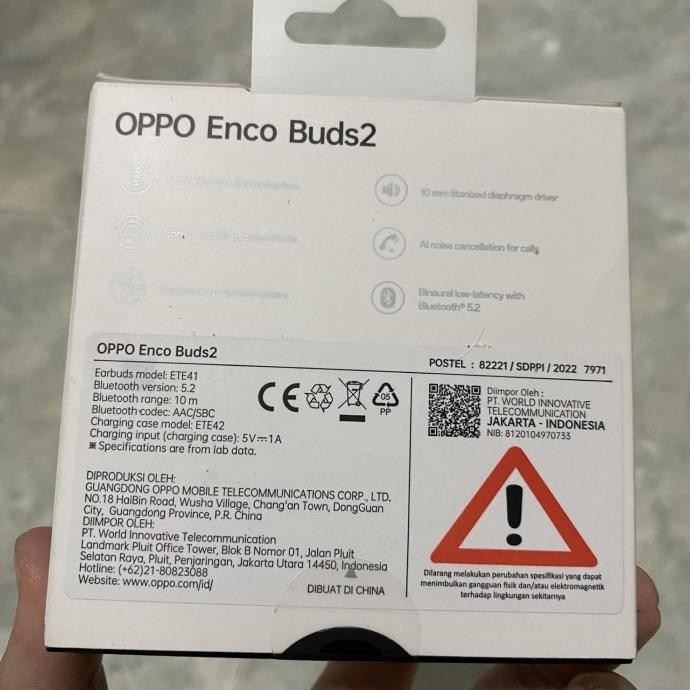 OPPO Enco Buds2
10 mm titanized diaphragm driver
AI noise cancellation for calls
Binaural low-latency with
Bluetooth® 5.2
OPPO Enco Buds2
Earbuds model: ETE41
Bluetooth version: 5.2
Bluetooth range: 10 m
Bluetooth codec: AAC/SBC
Charging case model: ETE42
Charging input (charging case): 5V⎓1A
※ Specifications are from lab data.
CE
05
PP
DIPRODUKSI OLEH:
GUANGDONG OPPO MOBILE TELECOMMUNICATIONS CORP., LTD.
NO.18 HaiBin Road, Wusha Village, Chang'an Town, DongGuan
City, Guangdong Province, P.R. China
DIIMPOR OLEH:
PT. World Innovative Telecommunication
Landmark Pluit Office Tower, Blok B Nomor 01, Jalan Pluit
Selatan Raya, Pluit, Penjaringan, Jakarta Utara 14450, Indonesia
Hotline: (+62)21-80823088
Website: www.oppo.com/id/
DIBUAT DI CHINA
POSTEL : 82221 / SDPPI / 2022 7971
Diimpor Oleh :
PT. WORLD INNOVATIVE
TELECOMMUNICATION
JAKARTA - INDONESIA
NIB: 8120104970733
Dilarang melakukan perubahan spesifikasi yang dapat
menimbulkan gangguan fisik dan/atau elektromagnetik
terhadap lingkungan sekitarnya